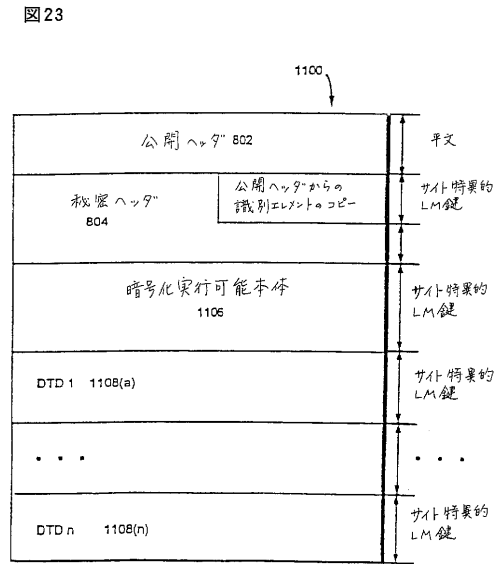 図23
1100
公開ヘッダ 802
平文
秘密ヘッダ
804
公開ヘッダからの
識別エレメントのコピー
サイト特異的
LM鍵
暗号化実行可能本体
1106
サイト特異的
LM鍵
DTD 1 1108(a)
サイト特異的
LM鍵
・・・
・・・
DTD n 1108(n)
サイト特異的
LM鍵